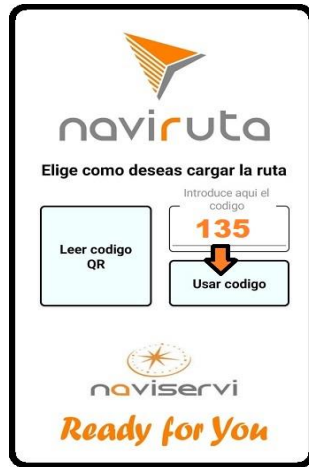 naviruta
Elige como deseas cargar la ruta
Leer codigo
QR
Introduce aqui el
codigo
135
Usar codigo
naviservi
Ready for You